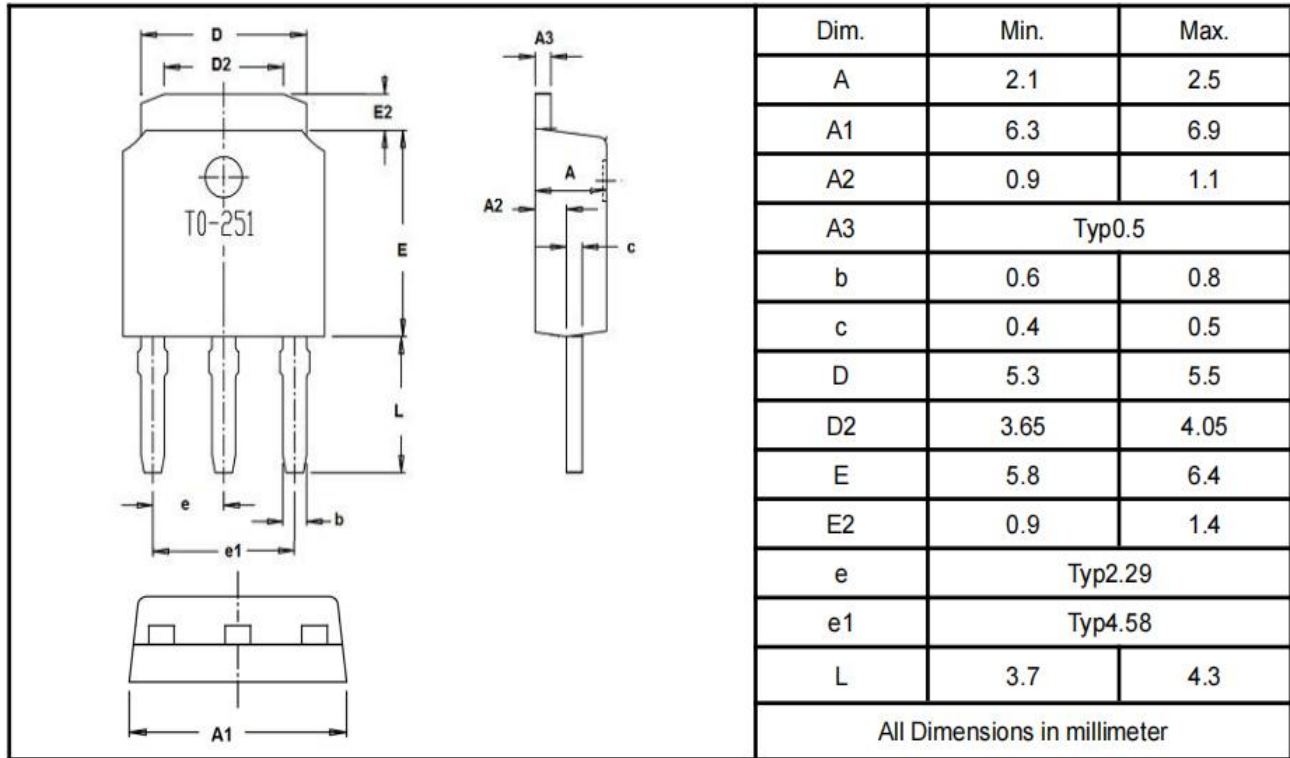 D
D2
E2
TO-251
E
L
e
b
e1
A1
A3
A
A2
c
Dim. Min. Max.
A 2.1 2.5
A1 6.3 6.9
A2 0.9 1.1
A3 Typ0.5
b 0.6 0.8
c 0.4 0.5
D 5.3 5.5
D2 3.65 4.05
E 5.8 6.4
E2 0.9 1.4
e Typ2.29
e1 Typ4.58
L 3.7 4.3
All Dimensions in millimeter